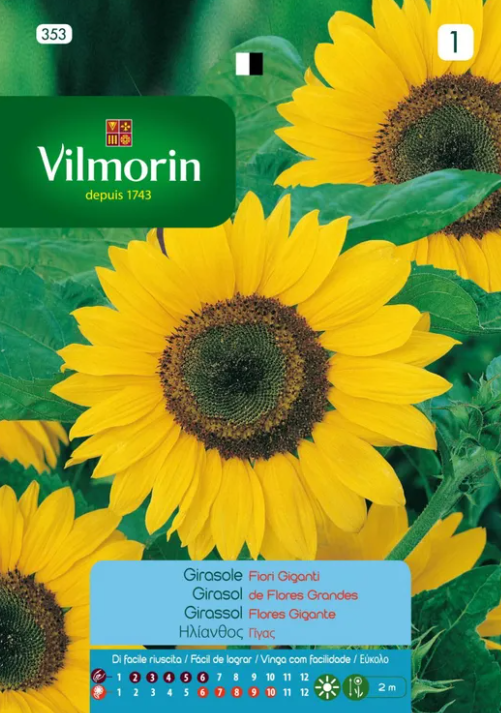 353
1
Vilmorin
depuis 1743
Girasole Fiori Giganti
Girasol de Flores Grandes
Girassol Flores Gigante
Ηλίανθος Γίγας
Di facile riuscita / Fácil de lograr / Vinga com facilidade / Εύκολο
1 2 3 4 5 6 7 8 9 10 11 12
1 2 3 4 5 6 7 8 9 10 11 12
2 m